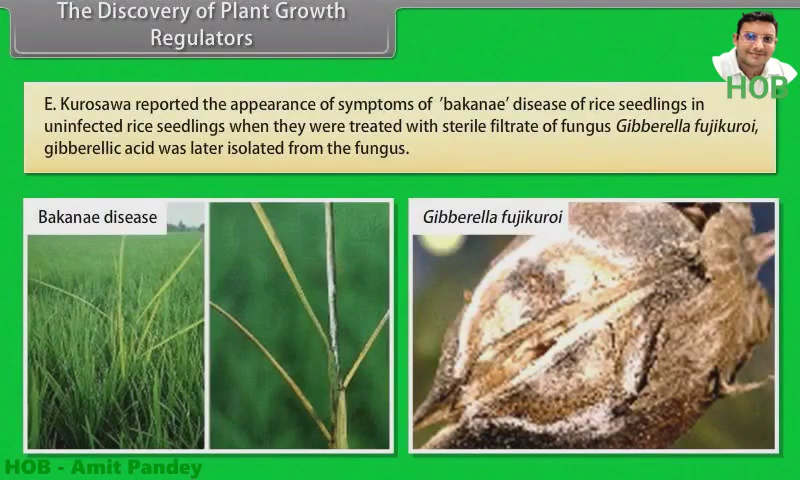 The Discovery of Plant Growth
Regulators
HOB
E. Kurosawa reported the appearance of symptoms of 'bakanae' disease of rice seedlings in
uninfected rice seedlings when they were treated with sterile filtrate of fungus Gibberella fujikuroi,
gibberellic acid was later isolated from the fungus.
Bakanae disease
Gibberella fujikuroi
HOB - Amit Pandey